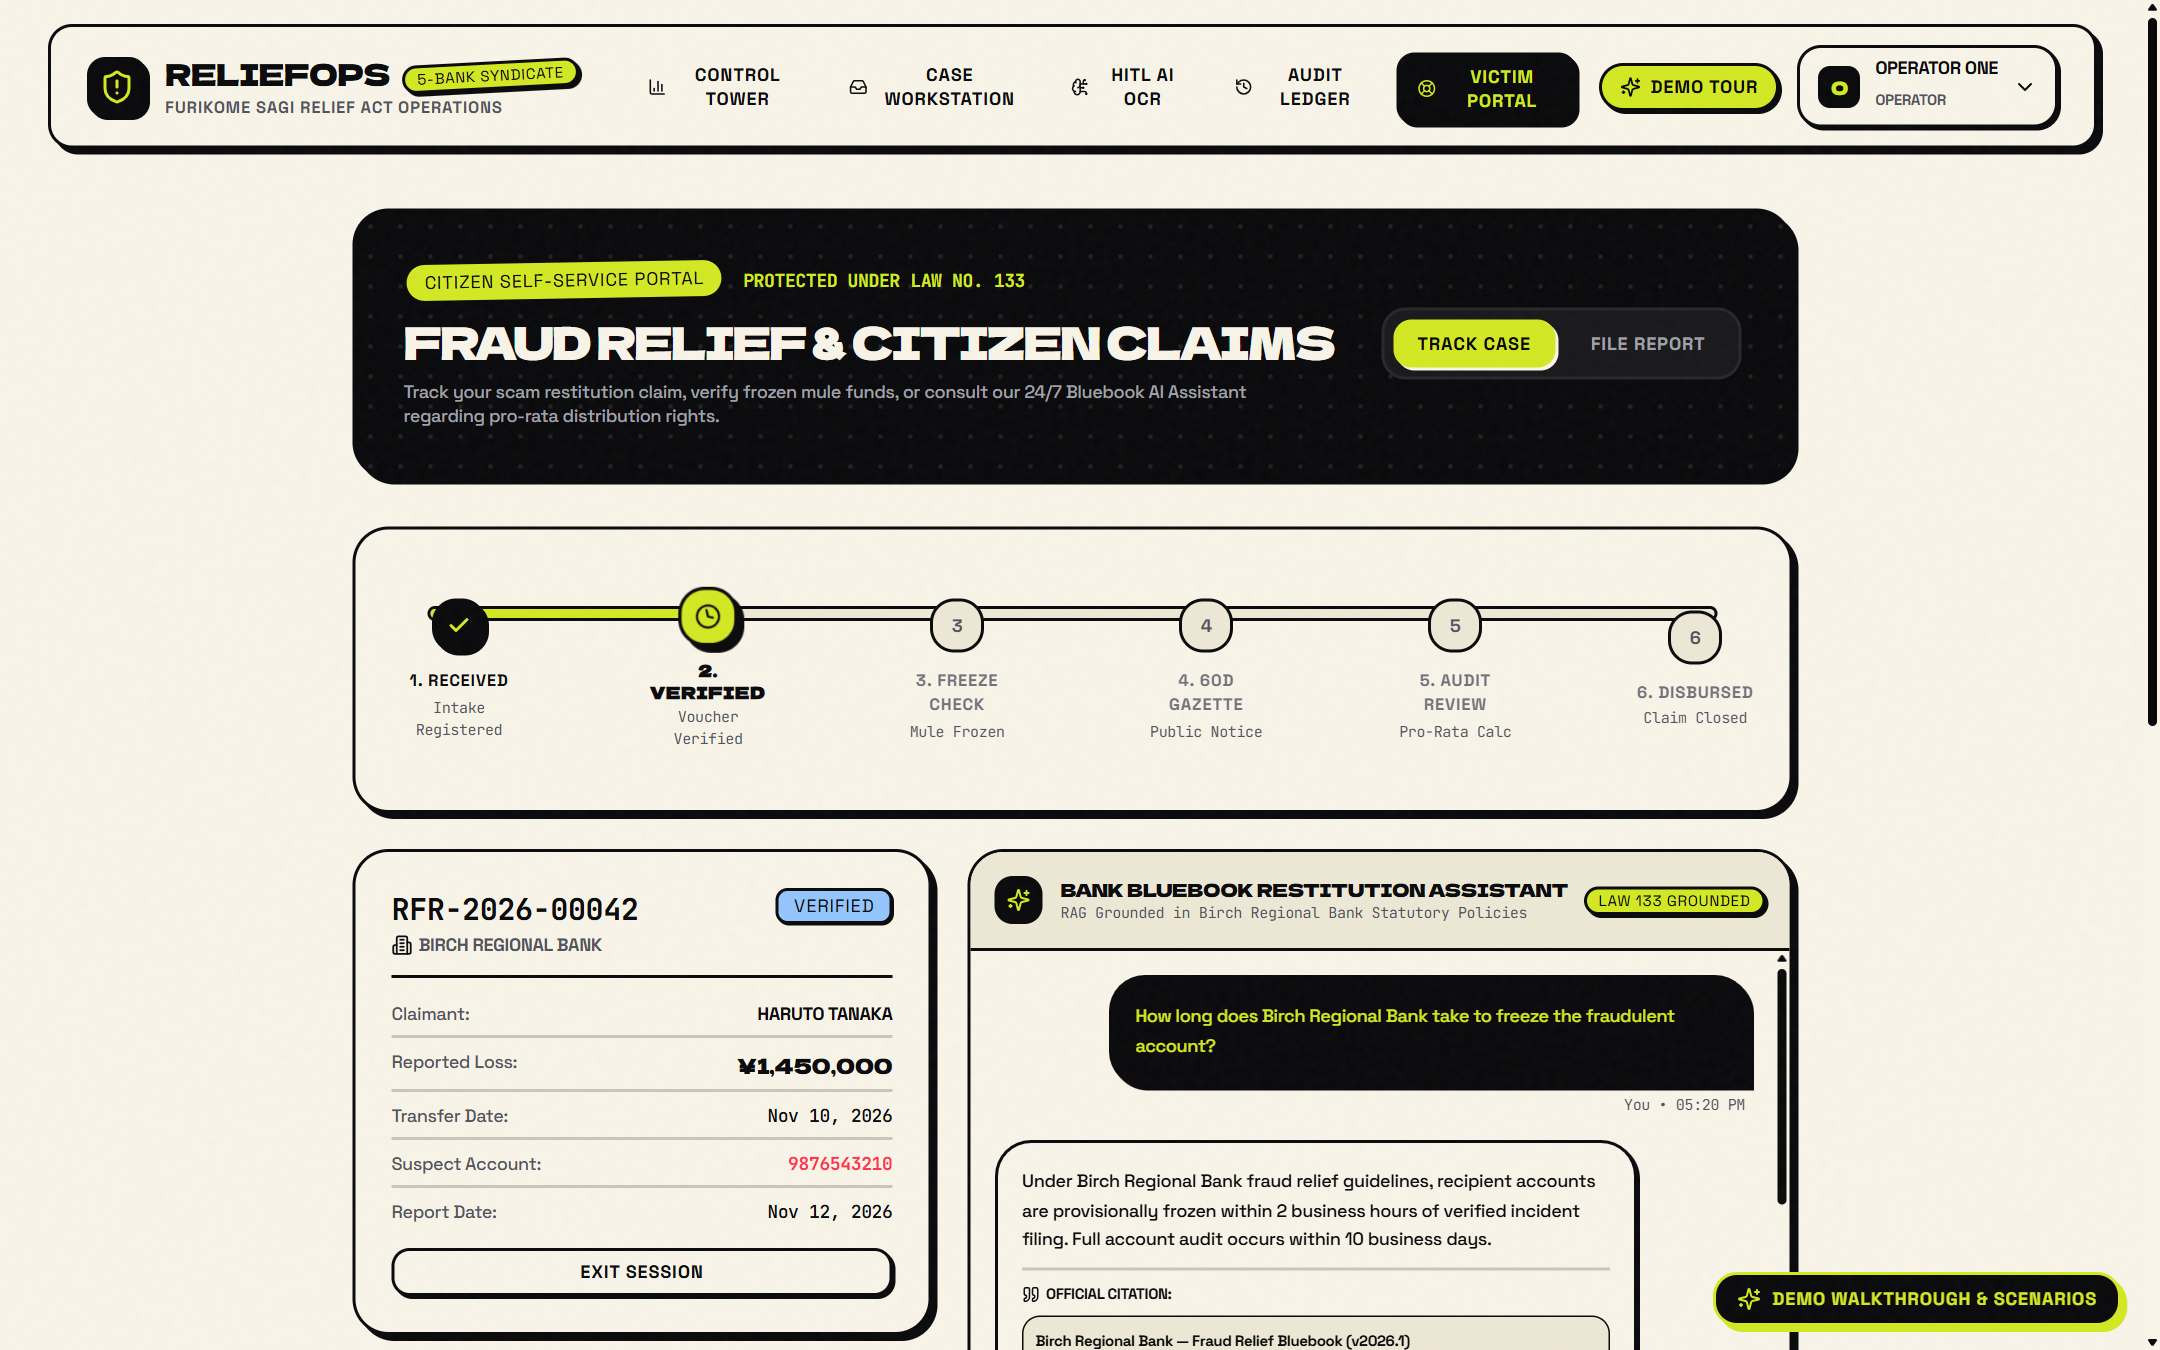 RELIEFOPS
5-BANK SYNDICATE
FURIKOME SAGI RELIEF ACT OPERATIONS
CONTROL
TOWER
CASE
WORKSTATION
HITL AI
OCR
AUDIT
LEDGER
VICTIM
PORTAL
DEMO TOUR
O
OPERATOR ONE
OPERATOR
CITIZEN SELF-SERVICE PORTAL
PROTECTED UNDER LAW NO. 133
FRAUD RELIEF & CITIZEN CLAIMS
Track your scam restitution claim, verify frozen mule funds, or consult our 24/7 Bluebook AI Assistant
regarding pro-rata distribution rights.
TRACK CASE
FILE REPORT
1. RECEIVED
Intake
Registered
2.
VERIFIED
Voucher
Verified
3
3. FREEZE
CHECK
Mule Frozen
4
4. 60D
GAZETTE
Public Notice
5
5. AUDIT
REVIEW
Pro-Rata Calc
6
6. DISBURSED
Claim Closed
RFR-2026-00042
VERIFIED
BIRCH REGIONAL BANK
Claimant:
HARUTO TANAKA
Reported Loss:
¥1,450,000
Transfer Date:
Nov 10, 2026
Suspect Account:
9876543210
Report Date:
Nov 12, 2026
EXIT SESSION
BANK BLUEBOOK RESTITUTION ASSISTANT
RAG Grounded in Birch Regional Bank Statutory Policies
LAW 133 GROUNDED
How long does Birch Regional Bank take to freeze the fraudulent
account?
You • 05:20 PM
Under Birch Regional Bank fraud relief guidelines, recipient accounts
are provisionally frozen within 2 business hours of verified incident
filing. Full account audit occurs within 10 business days.
OFFICIAL CITATION:
Birch Regional Bank — Fraud Relief Bluebook (v2026.1)
DEMO WALKTHROUGH & SCENARIOS